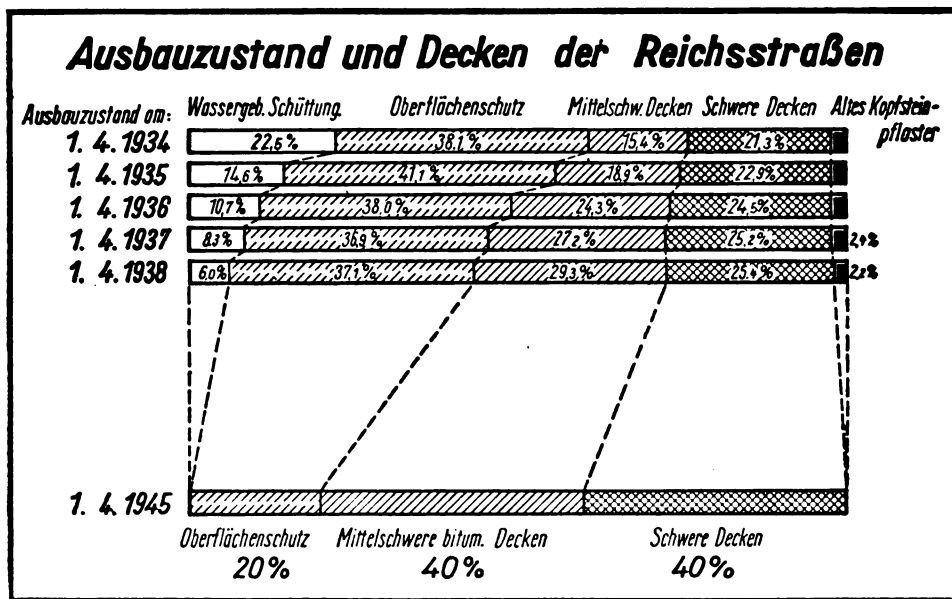 Ausbauzustand und Decken der Reichsstraßen
Wassergeb. Schüttung. Oberflächenschutz Mittelschw. Decken Schwere Decken Altes Kopfstein-
pflaster
Ausbauzustand am:
1. 4. 1934 22,6% 38,1% 15,4% 21,3%
1. 4. 1935 14,6% 41,1% 18,9% 22,9%
1. 4. 1936 10,7% 38,0% 24,3% 24,5%
1. 4. 1937 8,3% 36,9% 27,2% 25,2% 2,4%
1. 4. 1938 6,0% 37,1% 29,3% 25,4% 2,2%
1. 4. 1945
Oberflächenschutz Mittelschwere bitum. Decken Schwere Decken
20% 40% 40%